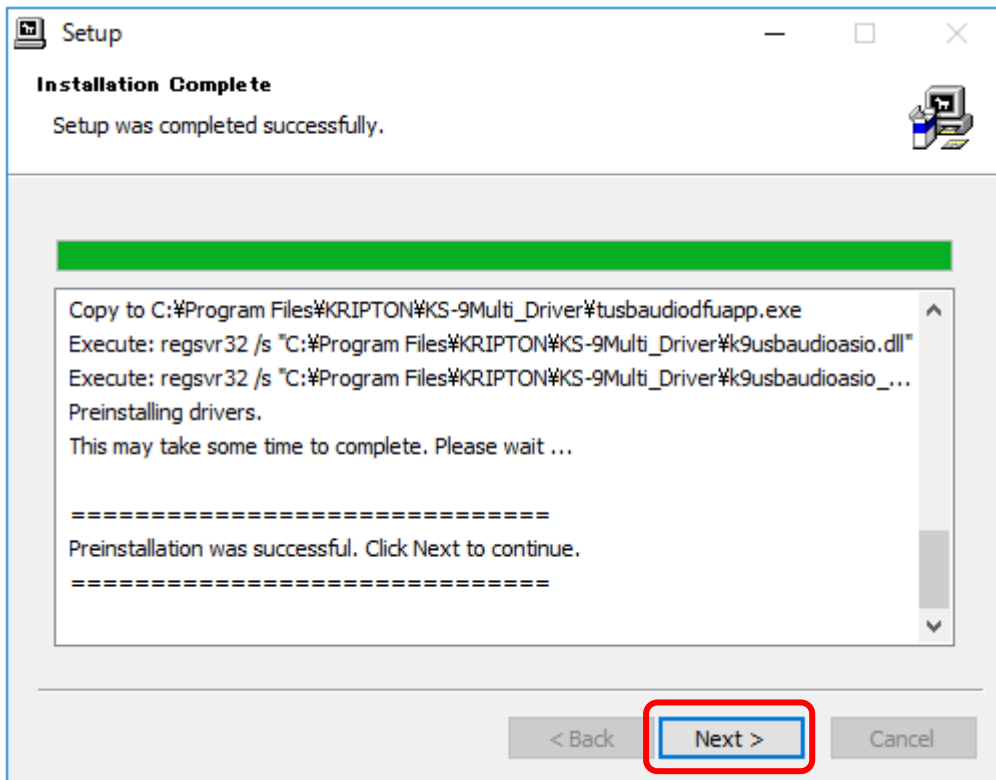 Setup
Installation Complete
Setup was completed successfully.
Copy to C:¥Program Files¥KRIPTON¥KS-9Multi_Driver¥tusbaudiodfuapp.exe
Execute: regsvr32 /s "C:¥Program Files¥KRIPTON¥KS-9Multi_Driver¥k9usbaudioasio.dll"
Execute: regsvr32 /s "C:¥Program Files¥KRIPTON¥KS-9Multi_Driver¥k9usbaudioasio_...
Preinstalling drivers.
This may take some time to complete. Please wait ...
==============================
Preinstallation was successful. Click Next to continue.
==============================
< Back Next > Cancel